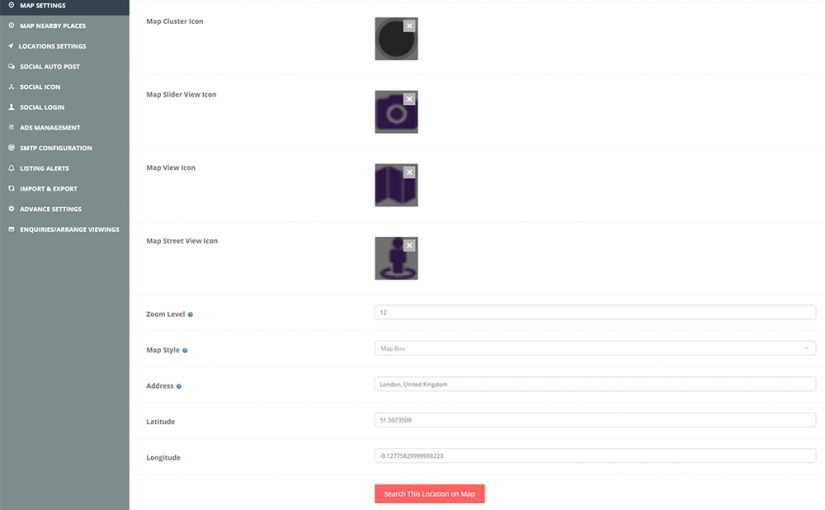 MAP SETTINGS
MAP NEARBY PLACES
LOCATIONS SETTINGS
SOCIAL AUTO POST
SOCIAL ICON
SOCIAL LOGIN
ADS MANAGEMENT
SMTP CONFIGURATION
LISTING ALERTS
IMPORT & EXPORT
ADVANCE SETTINGS
ENQUIRIES/ARRANGE VIEWINGS
Map Cluster Icon
Map Slider View Icon
Map View Icon
Map Street View Icon
Zoom Level
12
Map Style
Map Box
Address
London, United Kingdom
Latitude
51.5073509
Longitude
-0.12775829999998223
Search This Location on Map